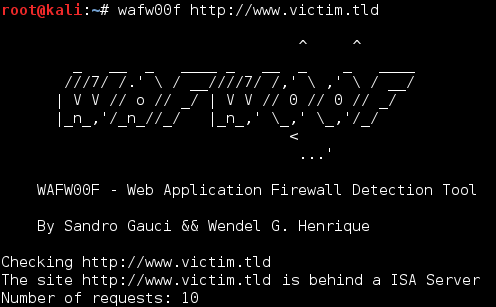 root@kali:~# wafw00f http://www.victim.tld
                                 ^     ^
        _   __  _   ____ _   __  _    _   ____
       ///7/ /.' \ / __////7/ /,' \ ,' \ / __/
      | V V // o // _/ | V V // 0 // 0 // _/
      |_n_,'/_n_//_/   |_n_,' \_,' \_,'/_/
                                <
                                 ...'
WAFW00F - Web Application Firewall Detection Tool
By Sandro Gauci && Wendel G. Henrique
Checking http://www.victim.tld
The site http://www.victim.tld is behind a ISA Server
Number of requests: 10